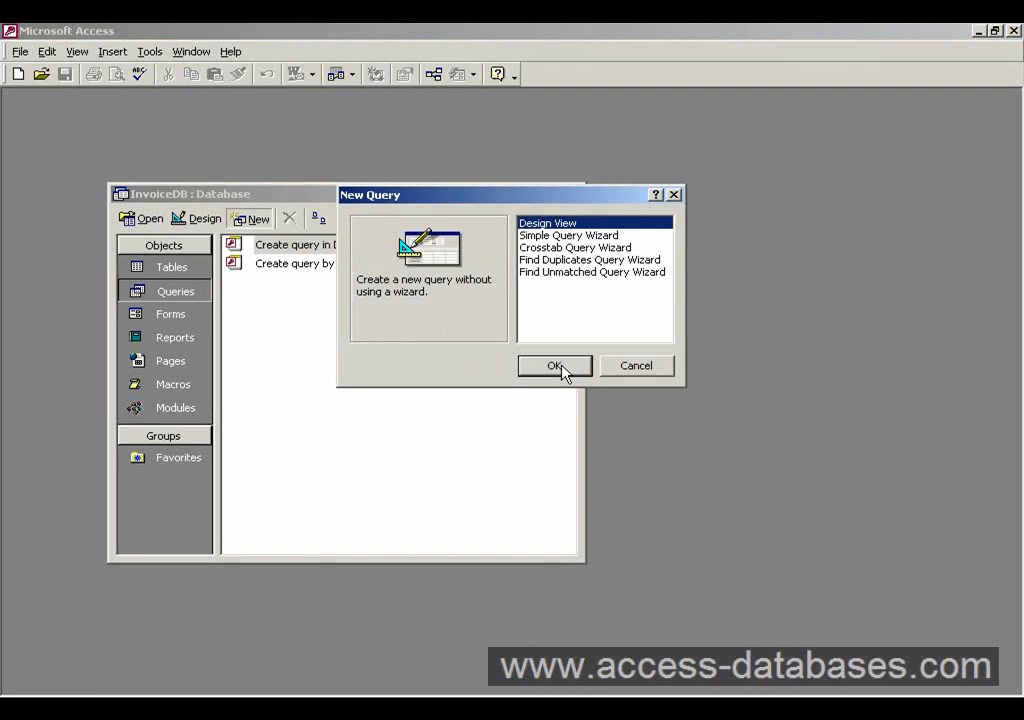 Microsoft Access
File Edit View Insert Tools Window Help
InvoiceDB : Database
New Query
Open Design New
Objects
Tables
Queries
Forms
Reports
Pages
Macros
Modules
Groups
Favorites
Create query in D
Create query by
Create a new query without
using a wizard.
Design View
Simple Query Wizard
Crosstab Query Wizard
Find Duplicates Query Wizard
Find Unmatched Query Wizard
OK Cancel
www.access-databases.com